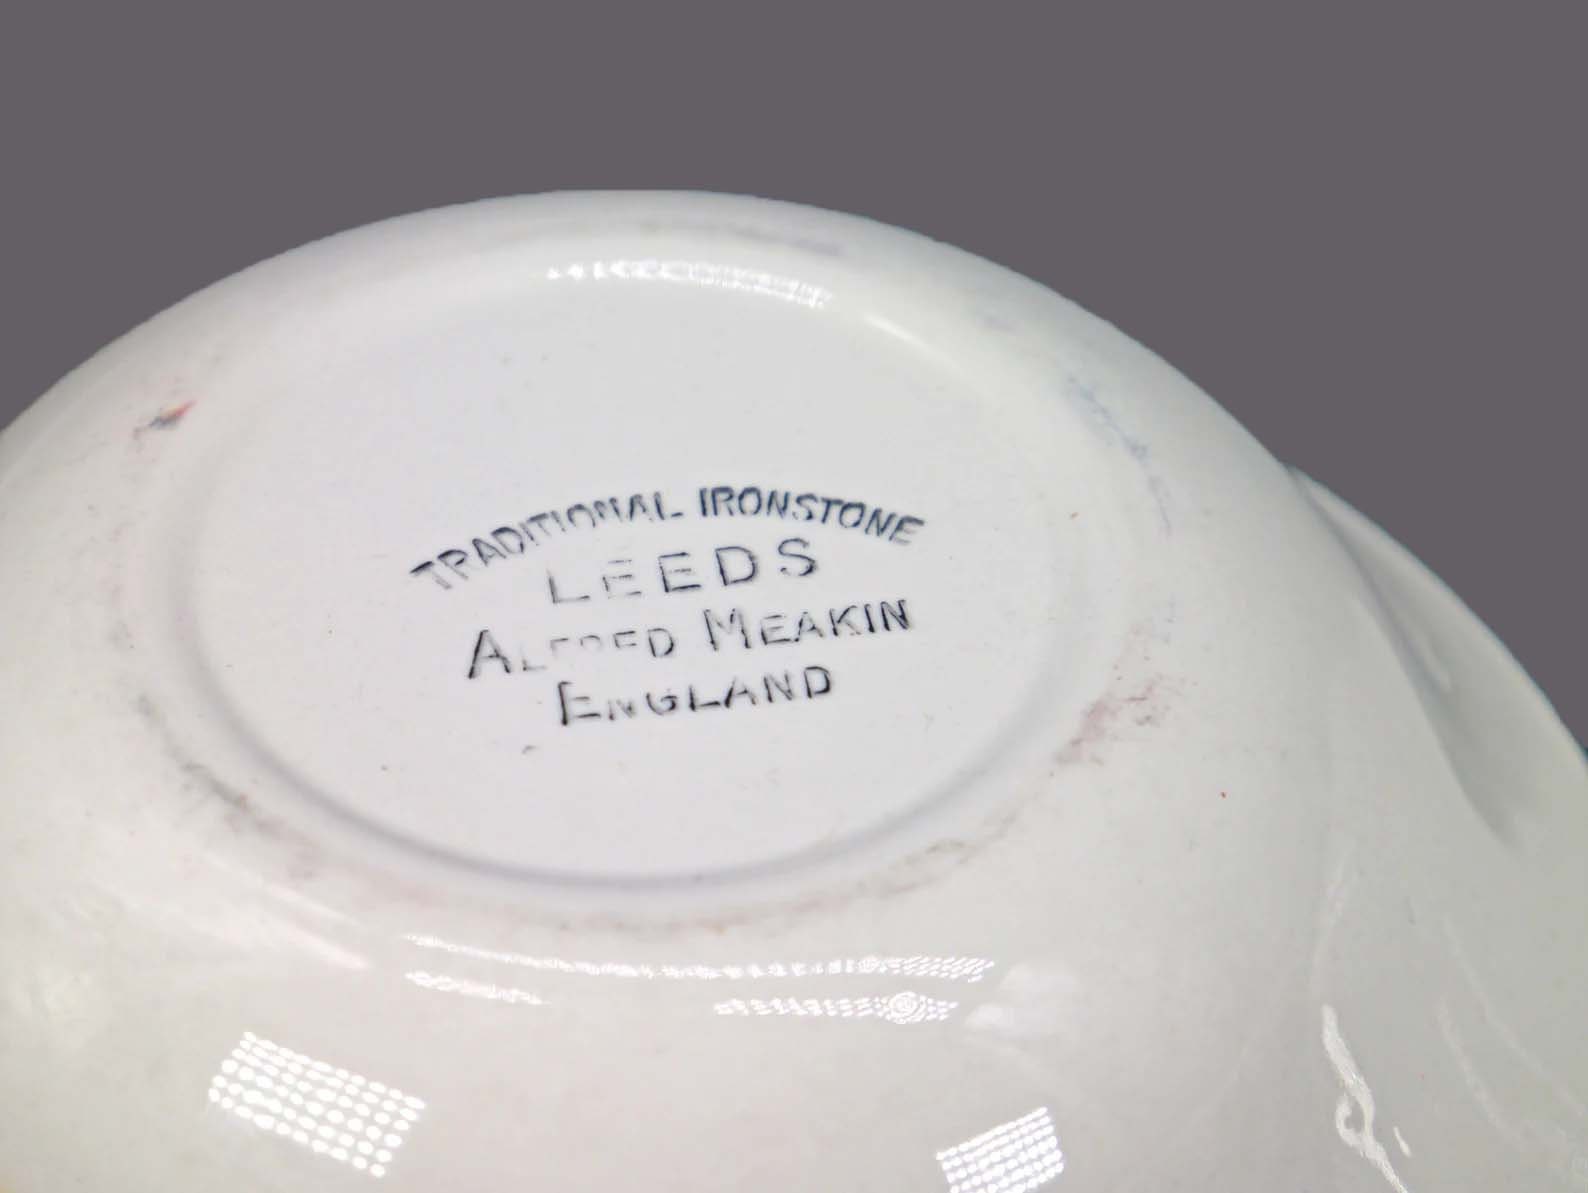 TRADITIONAL IRONSTONE
LEEDS
ALFRED MEAKIN
ENGLAND